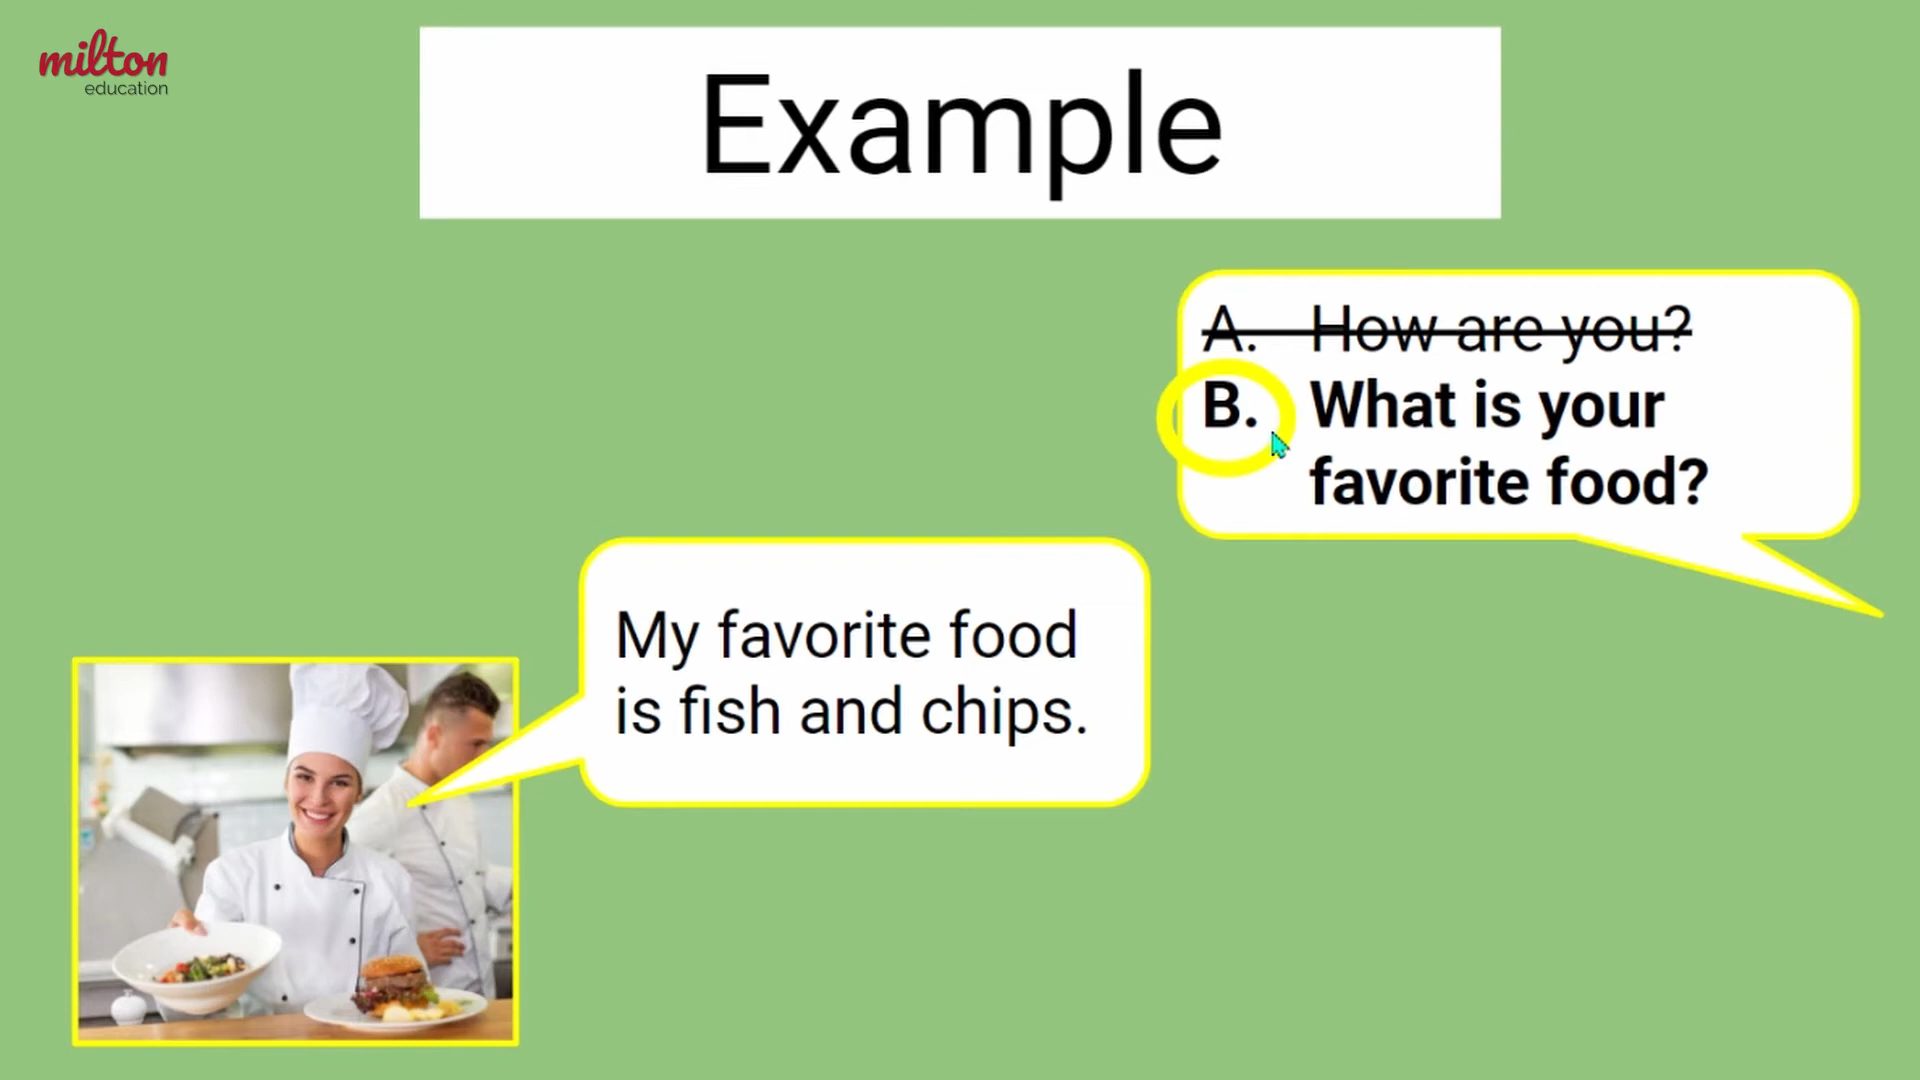 milton
education
Example
A. How are you?
B. What is your
favorite food?
My favorite food
is fish and chips.